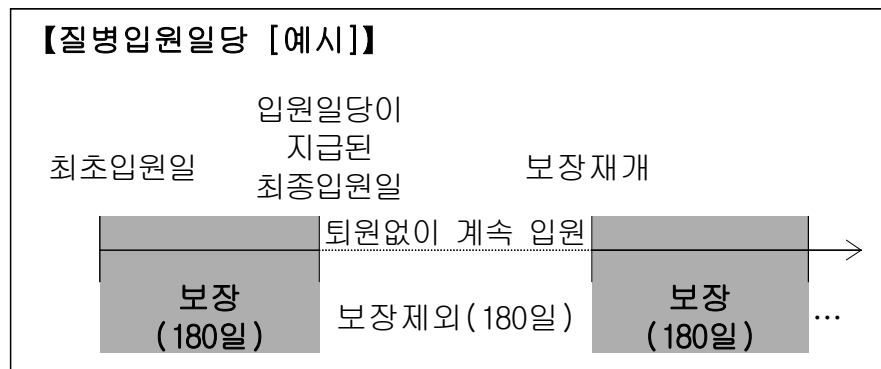 【질병입원일당 [예시]】
입원일당이
지급된
최종입원일
최초입원일
보장재개
퇴원없이 계속 입원
보장
(180일)
보장제외(180일)
보장
(180일)
…